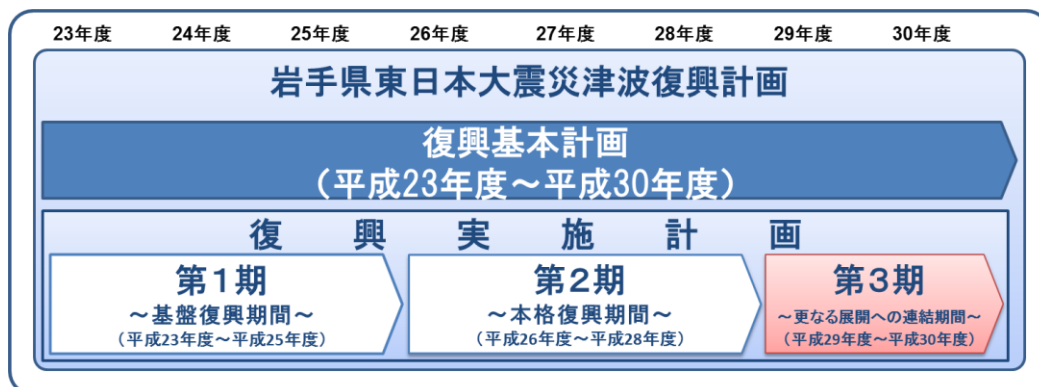 23年度 24年度 25年度 26年度 27年度 28年度 29年度 30年度
岩手県東日本大震災津波復興計画
復興基本計画
（平成23年度～平成30年度）
復興実施計画
第１期
～基盤復興期間～
（平成23年度～平成25年度）
第２期
～本格復興期間～
（平成26年度～平成28年度）
第３期
～更なる展開への連結期間～
（平成29年度～平成30年度）